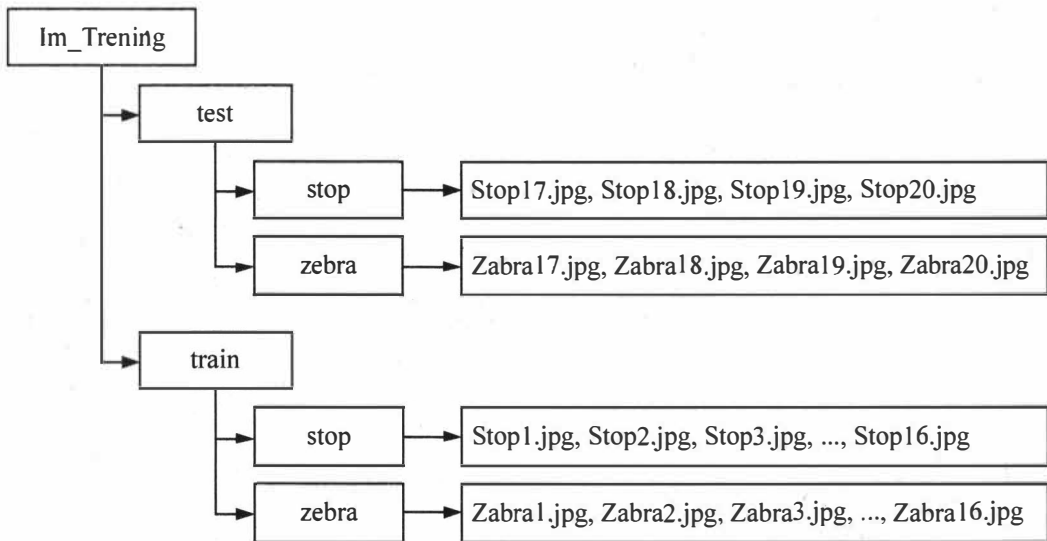 Im_Trening
test
stop
Stop17.jpg, Stop18.jpg, Stop19.jpg, Stop20.jpg
zebra
Zabra17.jpg, Zabra18.jpg, Zabra19.jpg, Zabra20.jpg
train
stop
Stop1.jpg, Stop2.jpg, Stop3.jpg, ..., Stop16.jpg
zebra
Zabra1.jpg, Zabra2.jpg, Zabra3.jpg, ..., Zabra16.jpg